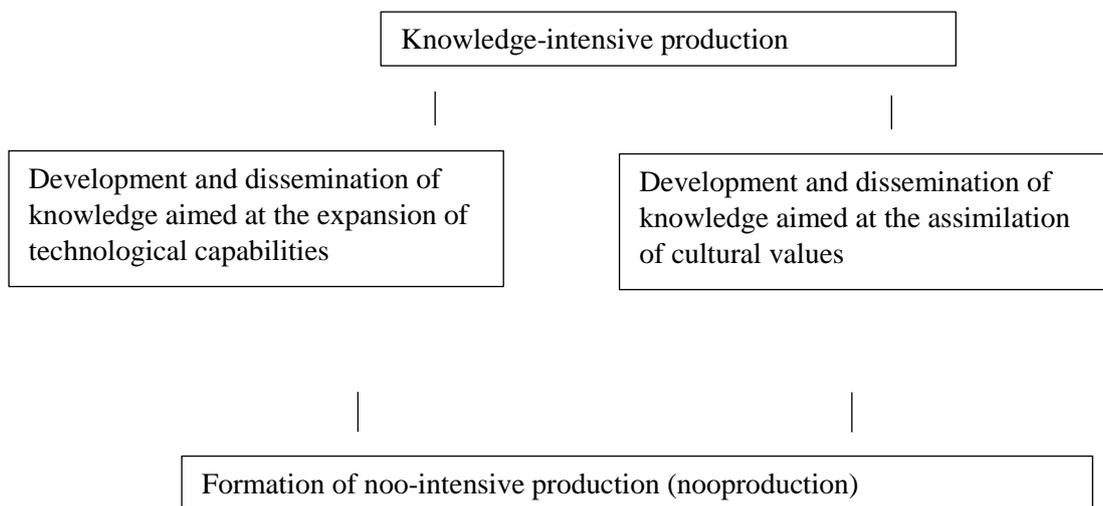 Knowledge-intensive production
Development and dissemination of
knowledge aimed at the expansion of
technological capabilities
Development and dissemination of
knowledge aimed at the assimilation
of cultural values
Formation of noo-intensive production (nooproduction)